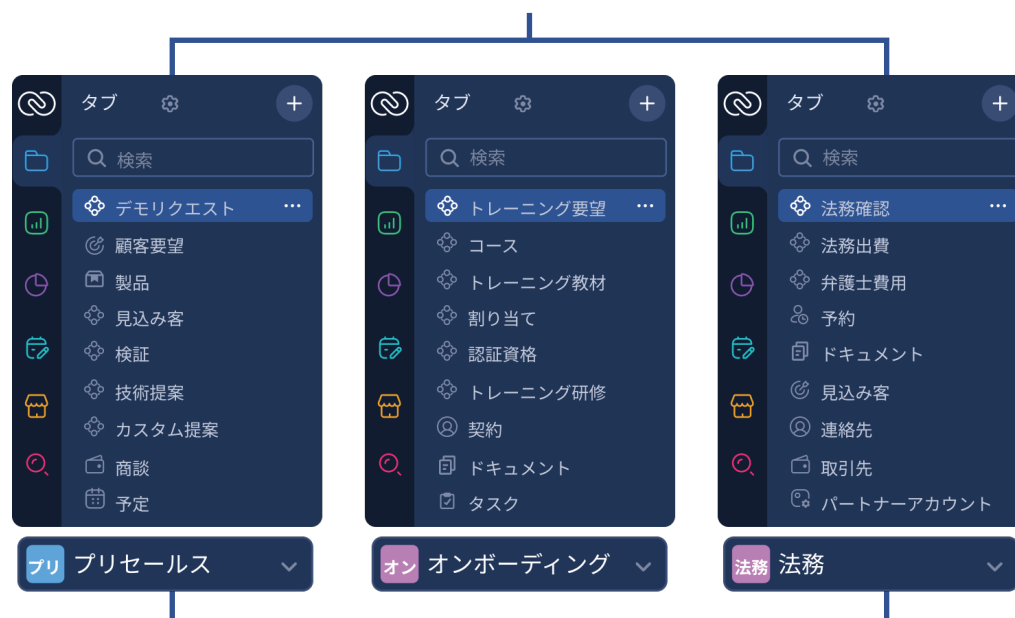 タブ
検索
デモリクエスト
顧客要望
製品
見込み客
検証
技術提案
カスタム提案
商談
予定
プリ プリセールス
タブ
検索
トレーニング要望
コース
トレーニング教材
割り当て
認証資格
トレーニング研修
契約
ドキュメント
タスク
オン オンボーディング
タブ
検索
法務確認
法務出費
弁護士費用
予約
ドキュメント
見込み客
連絡先
取引先
パートナーアカウント
法務 法務